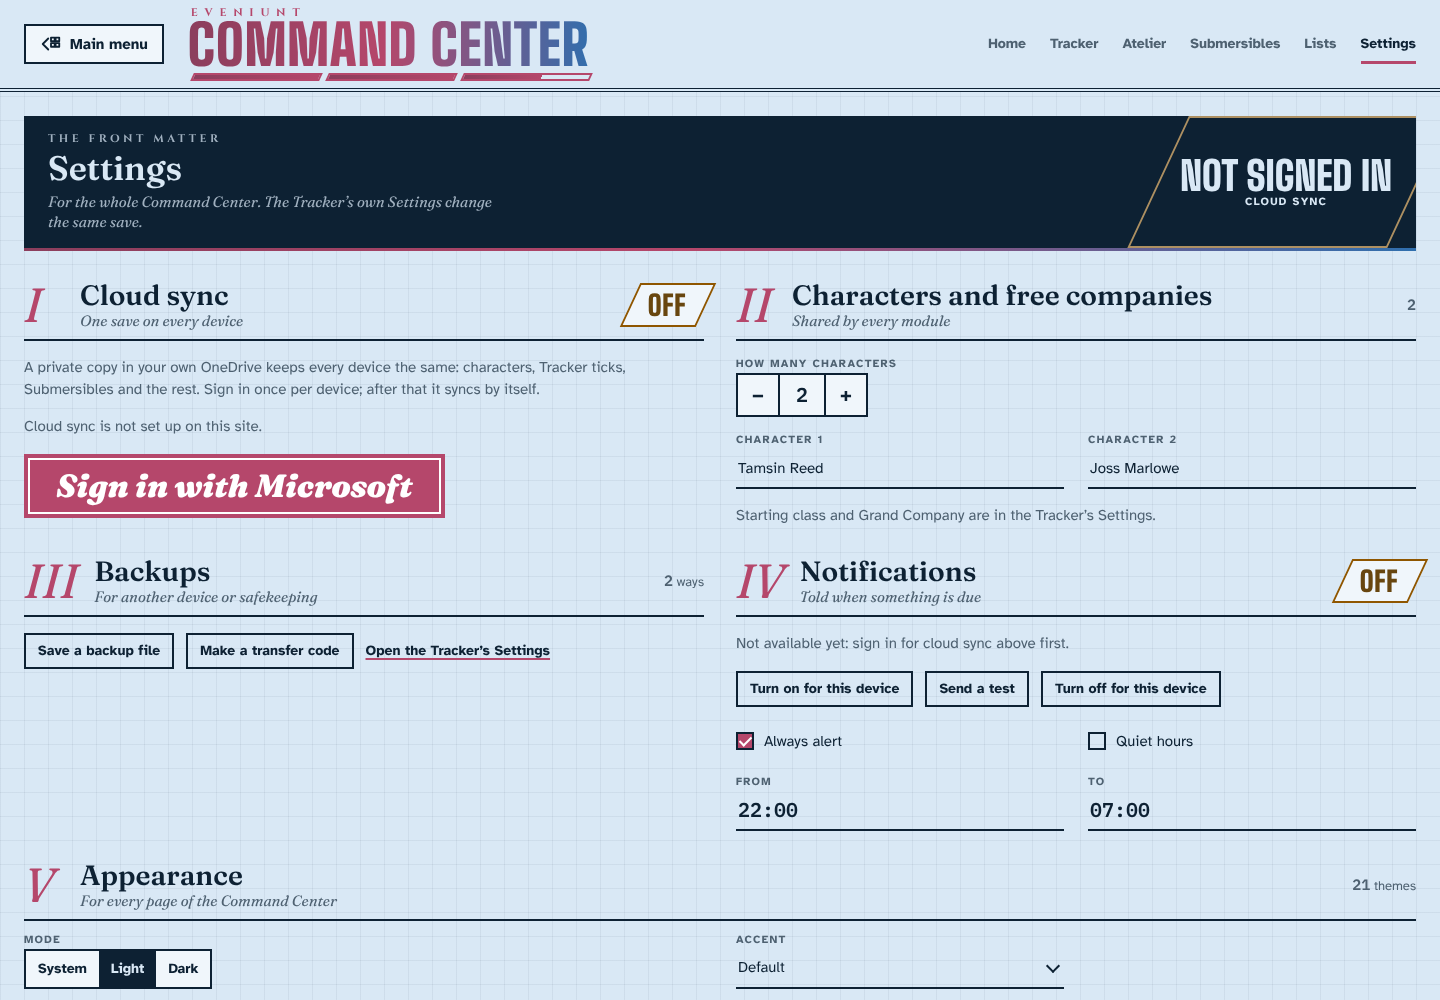 Main menu
EVENIUNT
COMMAND CENTER
Home
Tracker
Atelier
Submersibles
Lists
Settings
THE FRONT MATTER
Settings
For the whole Command Center. The Tracker’s own Settings change
the same save.
NOT SIGNED IN
CLOUD SYNC
I
Cloud sync
One save on every device
OFF
A private copy in your own OneDrive keeps every device the same: characters, Tracker ticks,
Submersibles and the rest. Sign in once per device; after that it syncs by itself.
Cloud sync is not set up on this site.
Sign in with Microsoft
II
Characters and free companies
Shared by every module
2
HOW MANY CHARACTERS
− 2 +
CHARACTER 1
Tamsin Reed
CHARACTER 2
Joss Marlowe
Starting class and Grand Company are in the Tracker’s Settings.
III
Backups
For another device or safekeeping
2 ways
Save a backup file
Make a transfer code
Open the Tracker’s Settings
IV
Notifications
Told when something is due
OFF
Not available yet: sign in for cloud sync above first.
Turn on for this device
Send a test
Turn off for this device
Always alert
Quiet hours
FROM
22:00
TO
07:00
V
Appearance
For every page of the Command Center
21 themes
MODE
System
Light
Dark
ACCENT
Default